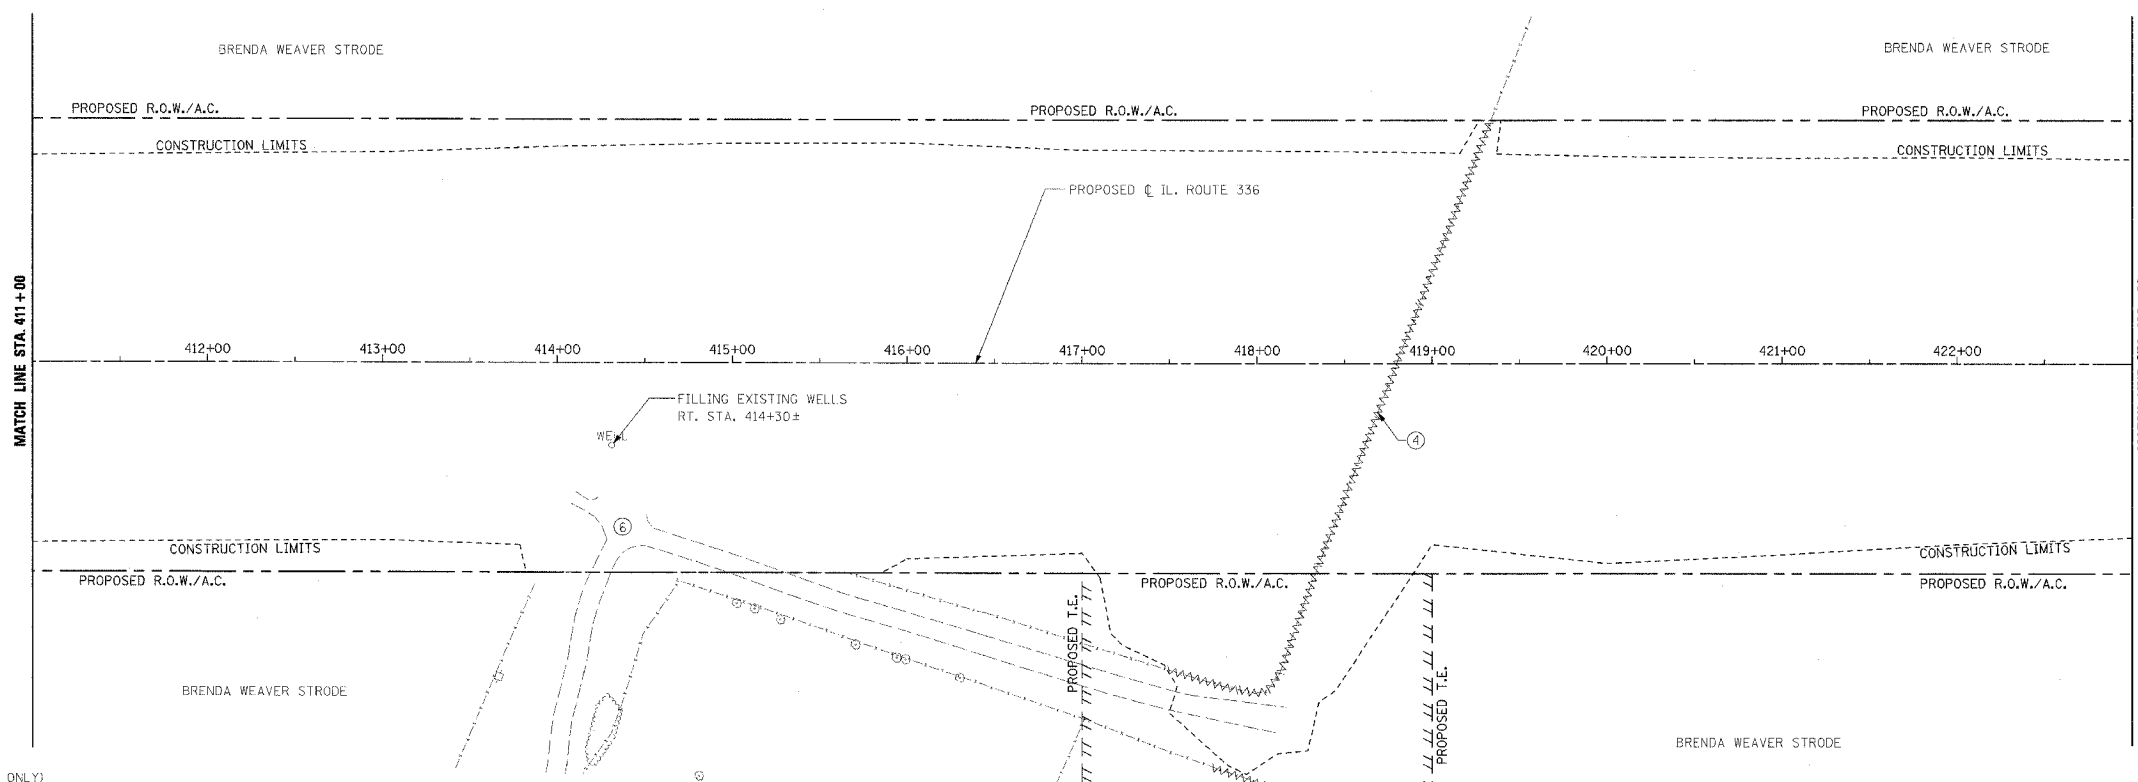 BRENDA WEAVER STRODE
BRENDA WEAVER STRODE
PROPOSED R.O.W./A.C.
PROPOSED R.O.W./A.C.
PROPOSED R.O.W./A.C.
CONSTRUCTION LIMITS
CONSTRUCTION LIMITS
PROPOSED ℄ IL. ROUTE 336
MATCH LINE STA. 411+00
412+00
413+00
414+00
415+00
416+00
417+00
418+00
419+00
420+00
421+00
422+00
FILLING EXISTING WELLS
RT. STA. 414+30±
WELL
4
6
CONSTRUCTION LIMITS
CONSTRUCTION LIMITS
PROPOSED R.O.W./A.C.
PROPOSED R.O.W./A.C.
PROPOSED R.O.W./A.C.
PROPOSED T.E.
PROPOSED T.E.
BRENDA WEAVER STRODE
BRENDA WEAVER STRODE
ONLY)